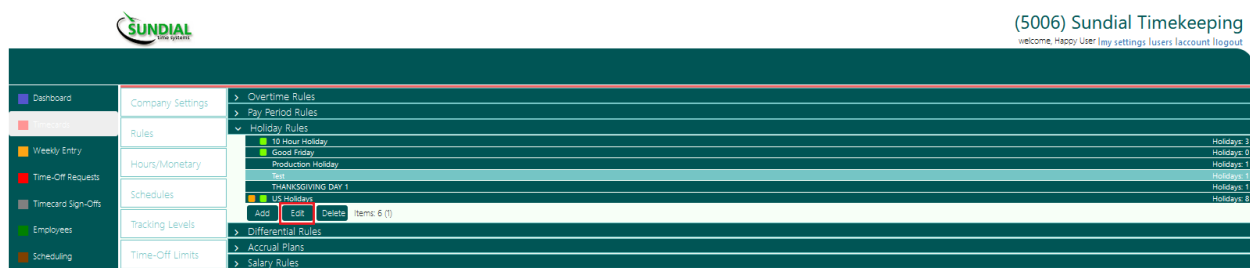 SUNDIAL
time systems
(5006) Sundial Timekeeping
welcome, Happy User |my settings |users |account |logout
Dashboard
Timecards
Weekly Entry
Time-Off Requests
Timecard Sign-Offs
Employees
Scheduling
Company Settings
Rules
Hours/Monetary
Schedules
Tracking Levels
Time-Off Limits
> Overtime Rules
> Pay Period Rules
Holiday Rules
10 Hour Holiday Holidays: 3
Good Friday Holidays: 0
Production Holiday Holidays: 1
Test Holidays: 1
THANKSGIVING DAY 1 Holidays: 1
US Holidays Holidays: 8
Add Edit Delete Items: 6 (1)
> Differential Rules
> Accrual Plans
> Salary Rules